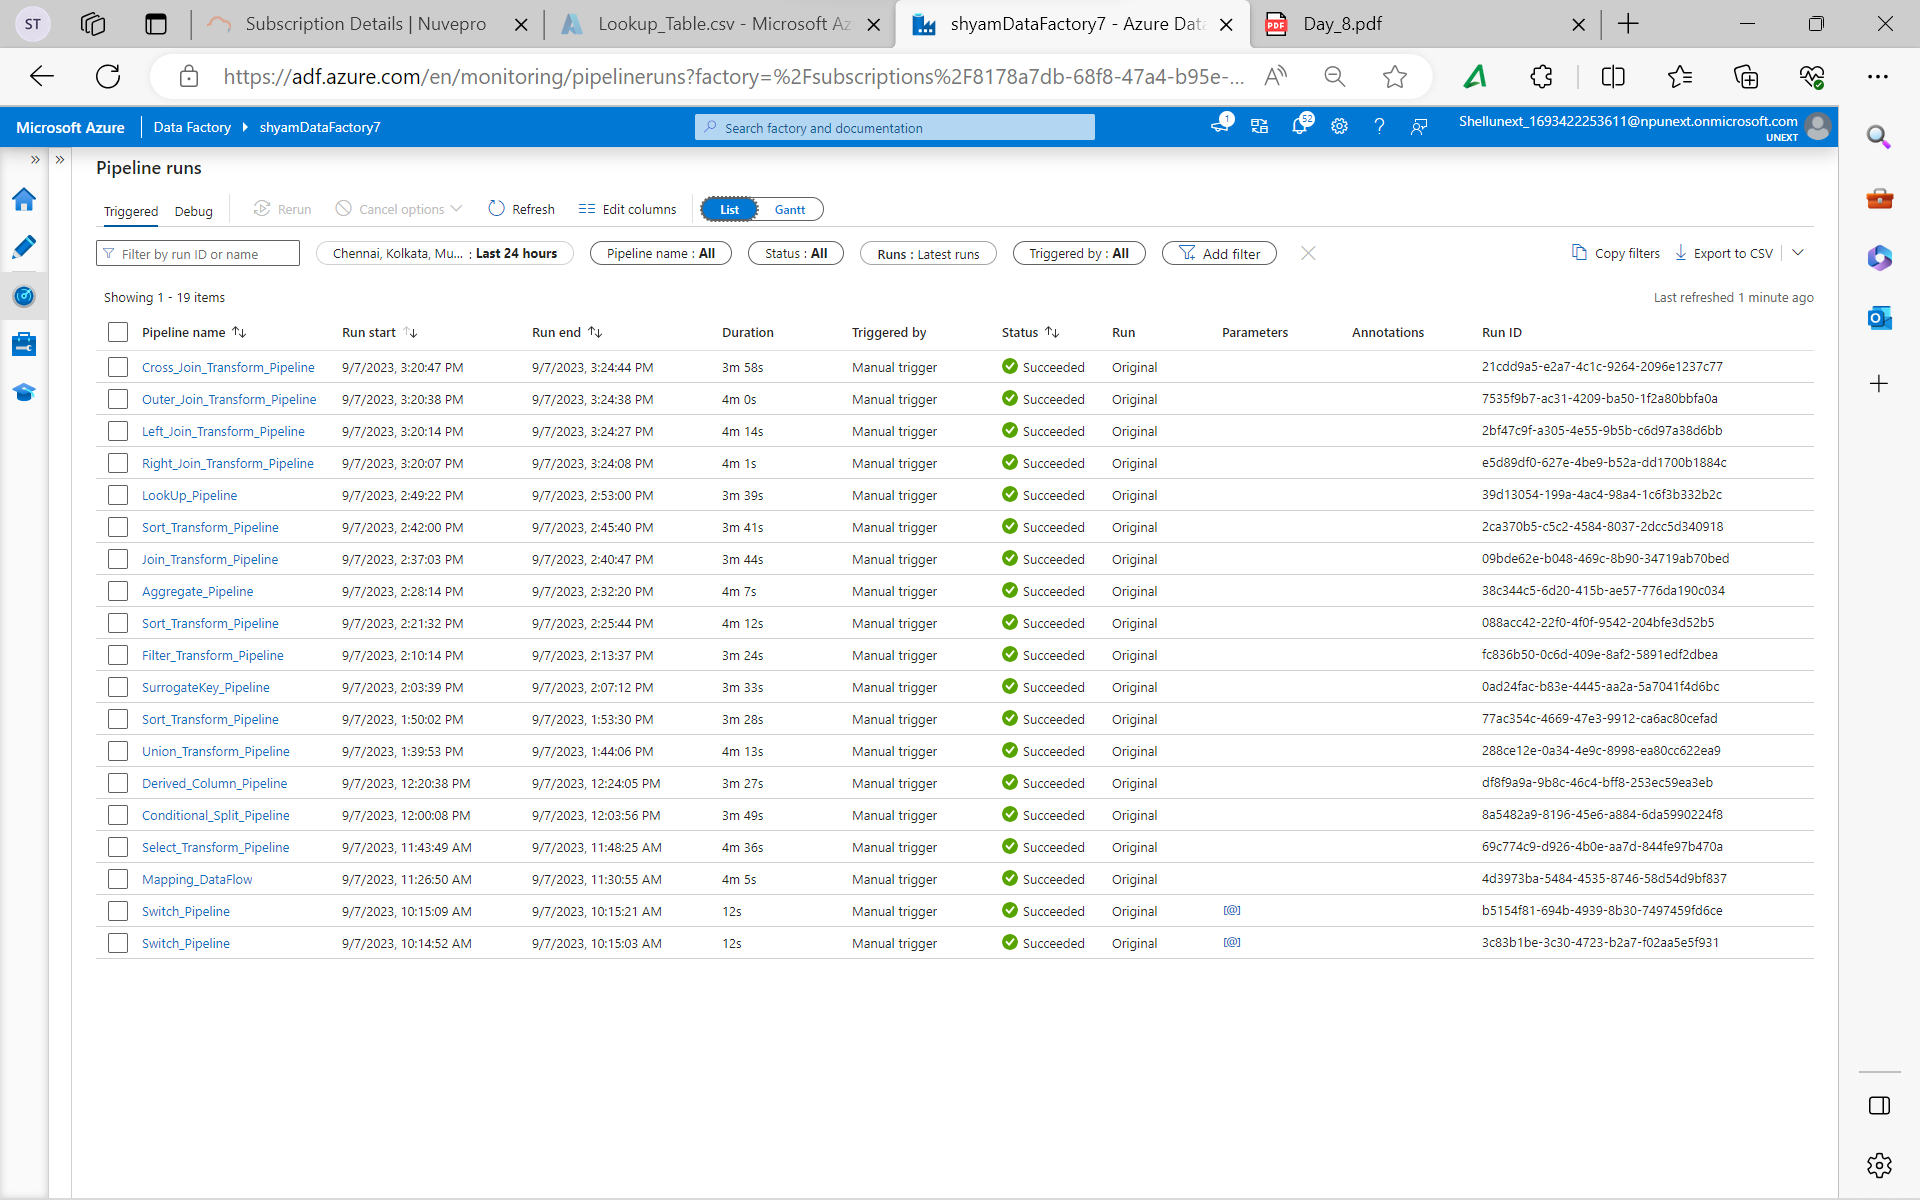 ST
Subscription Details | Nuvepro
Lookup_Table.csv - Microsoft Az
shyamDataFactory7 - Azure Data
PDF
Day_8.pdf
https://adf.azure.com/en/monitoring/pipelineruns?factory=%2Fsubscriptions%2F8178a7db-68f8-47a4-b95e-...
Microsoft Azure
Data Factory
shyamDataFactory7
Search factory and documentation
1
52
Shellunext_1693422253611@npunext.onmicrosoft.com
UNEXT
Pipeline runs
Triggered Debug Rerun Cancel options Refresh Edit columns List Gantt
Filter by run ID or name
Chennai, Kolkata, Mu... : Last 24 hours
Pipeline name : All
Status : All
Runs : Latest runs
Triggered by : All
Add filter
Copy filters
Export to CSV
Showing 1 - 19 items
Last refreshed 1 minute ago
Pipeline name Run start Run end Duration Triggered by Status Run Parameters Annotations Run ID
Cross_Join_Transform_Pipeline 9/7/2023, 3:20:47 PM 9/7/2023, 3:24:44 PM 3m 58s Manual trigger Succeeded Original 21cdd9a5-e2a7-4c1c-9264-2096e1237c77
Outer_Join_Transform_Pipeline 9/7/2023, 3:20:38 PM 9/7/2023, 3:24:38 PM 4m 0s Manual trigger Succeeded Original 7535f9b7-ac31-4209-ba50-1f2a80bbfa0a
Left_Join_Transform_Pipeline 9/7/2023, 3:20:14 PM 9/7/2023, 3:24:27 PM 4m 14s Manual trigger Succeeded Original 2bf47c9f-a305-4e55-9b5b-c6d97a38d6bb
Right_Join_Transform_Pipeline 9/7/2023, 3:20:07 PM 9/7/2023, 3:24:08 PM 4m 1s Manual trigger Succeeded Original e5d89df0-627e-4be9-b52a-dd1700b1884c
LookUp_Pipeline 9/7/2023, 2:49:22 PM 9/7/2023, 2:53:00 PM 3m 39s Manual trigger Succeeded Original 39d13054-199a-4ac4-98a4-1c6f3b332b2c
Sort_Transform_Pipeline 9/7/2023, 2:42:00 PM 9/7/2023, 2:45:40 PM 3m 41s Manual trigger Succeeded Original 2ca370b5-c5c2-4584-8037-2dcc5d340918
Join_Transform_Pipeline 9/7/2023, 2:37:03 PM 9/7/2023, 2:40:47 PM 3m 44s Manual trigger Succeeded Original 09bde62e-b048-469c-8b90-34719ab70bed
Aggregate_Pipeline 9/7/2023, 2:28:14 PM 9/7/2023, 2:32:20 PM 4m 7s Manual trigger Succeeded Original 38c344c5-6d20-415b-ae57-776da190c034
Sort_Transform_Pipeline 9/7/2023, 2:21:32 PM 9/7/2023, 2:25:44 PM 4m 12s Manual trigger Succeeded Original 088acc42-22f0-4f0f-9542-204bfe3d52b5
Filter_Transform_Pipeline 9/7/2023, 2:10:14 PM 9/7/2023, 2:13:37 PM 3m 24s Manual trigger Succeeded Original fc836b50-0c6d-409e-8af2-5891edf2dbea
SurrogateKey_Pipeline 9/7/2023, 2:03:39 PM 9/7/2023, 2:07:12 PM 3m 33s Manual trigger Succeeded Original 0ad24fac-b83e-4445-aa2a-5a7041f4d6bc
Sort_Transform_Pipeline 9/7/2023, 1:50:02 PM 9/7/2023, 1:53:30 PM 3m 28s Manual trigger Succeeded Original 77ac354c-4669-47e3-9912-ca6ac80cefad
Union_Transform_Pipeline 9/7/2023, 1:39:53 PM 9/7/2023, 1:44:06 PM 4m 13s Manual trigger Succeeded Original 288ce12e-0a34-4e9c-8998-ea80cc622ea9
Derived_Column_Pipeline 9/7/2023, 12:20:38 PM 9/7/2023, 12:24:05 PM 3m 27s Manual trigger Succeeded Original df8f9a9a-9b8c-46c4-bff8-253ec59ea3eb
Conditional_Split_Pipeline 9/7/2023, 12:00:08 PM 9/7/2023, 12:03:56 PM 3m 49s Manual trigger Succeeded Original 8a5482a9-8196-45e6-a884-6da5990224f8
Select_Transform_Pipeline 9/7/2023, 11:43:49 AM 9/7/2023, 11:48:25 AM 4m 36s Manual trigger Succeeded Original 69c774c9-d926-4b0e-aa7d-844fe97b470a
Mapping_DataFlow 9/7/2023, 11:26:50 AM 9/7/2023, 11:30:55 AM 4m 5s Manual trigger Succeeded Original 4d3973ba-5484-4535-8746-58d54d9bf837
Switch_Pipeline 9/7/2023, 10:15:09 AM 9/7/2023, 10:15:21 AM 12s Manual trigger Succeeded Original [@] b5154f81-694b-4939-8b30-7497459fd6ce
Switch_Pipeline 9/7/2023, 10:14:52 AM 9/7/2023, 10:15:03 AM 12s Manual trigger Succeeded Original [@] 3c83b1be-3c30-4723-b2a7-f02aa5e5f931